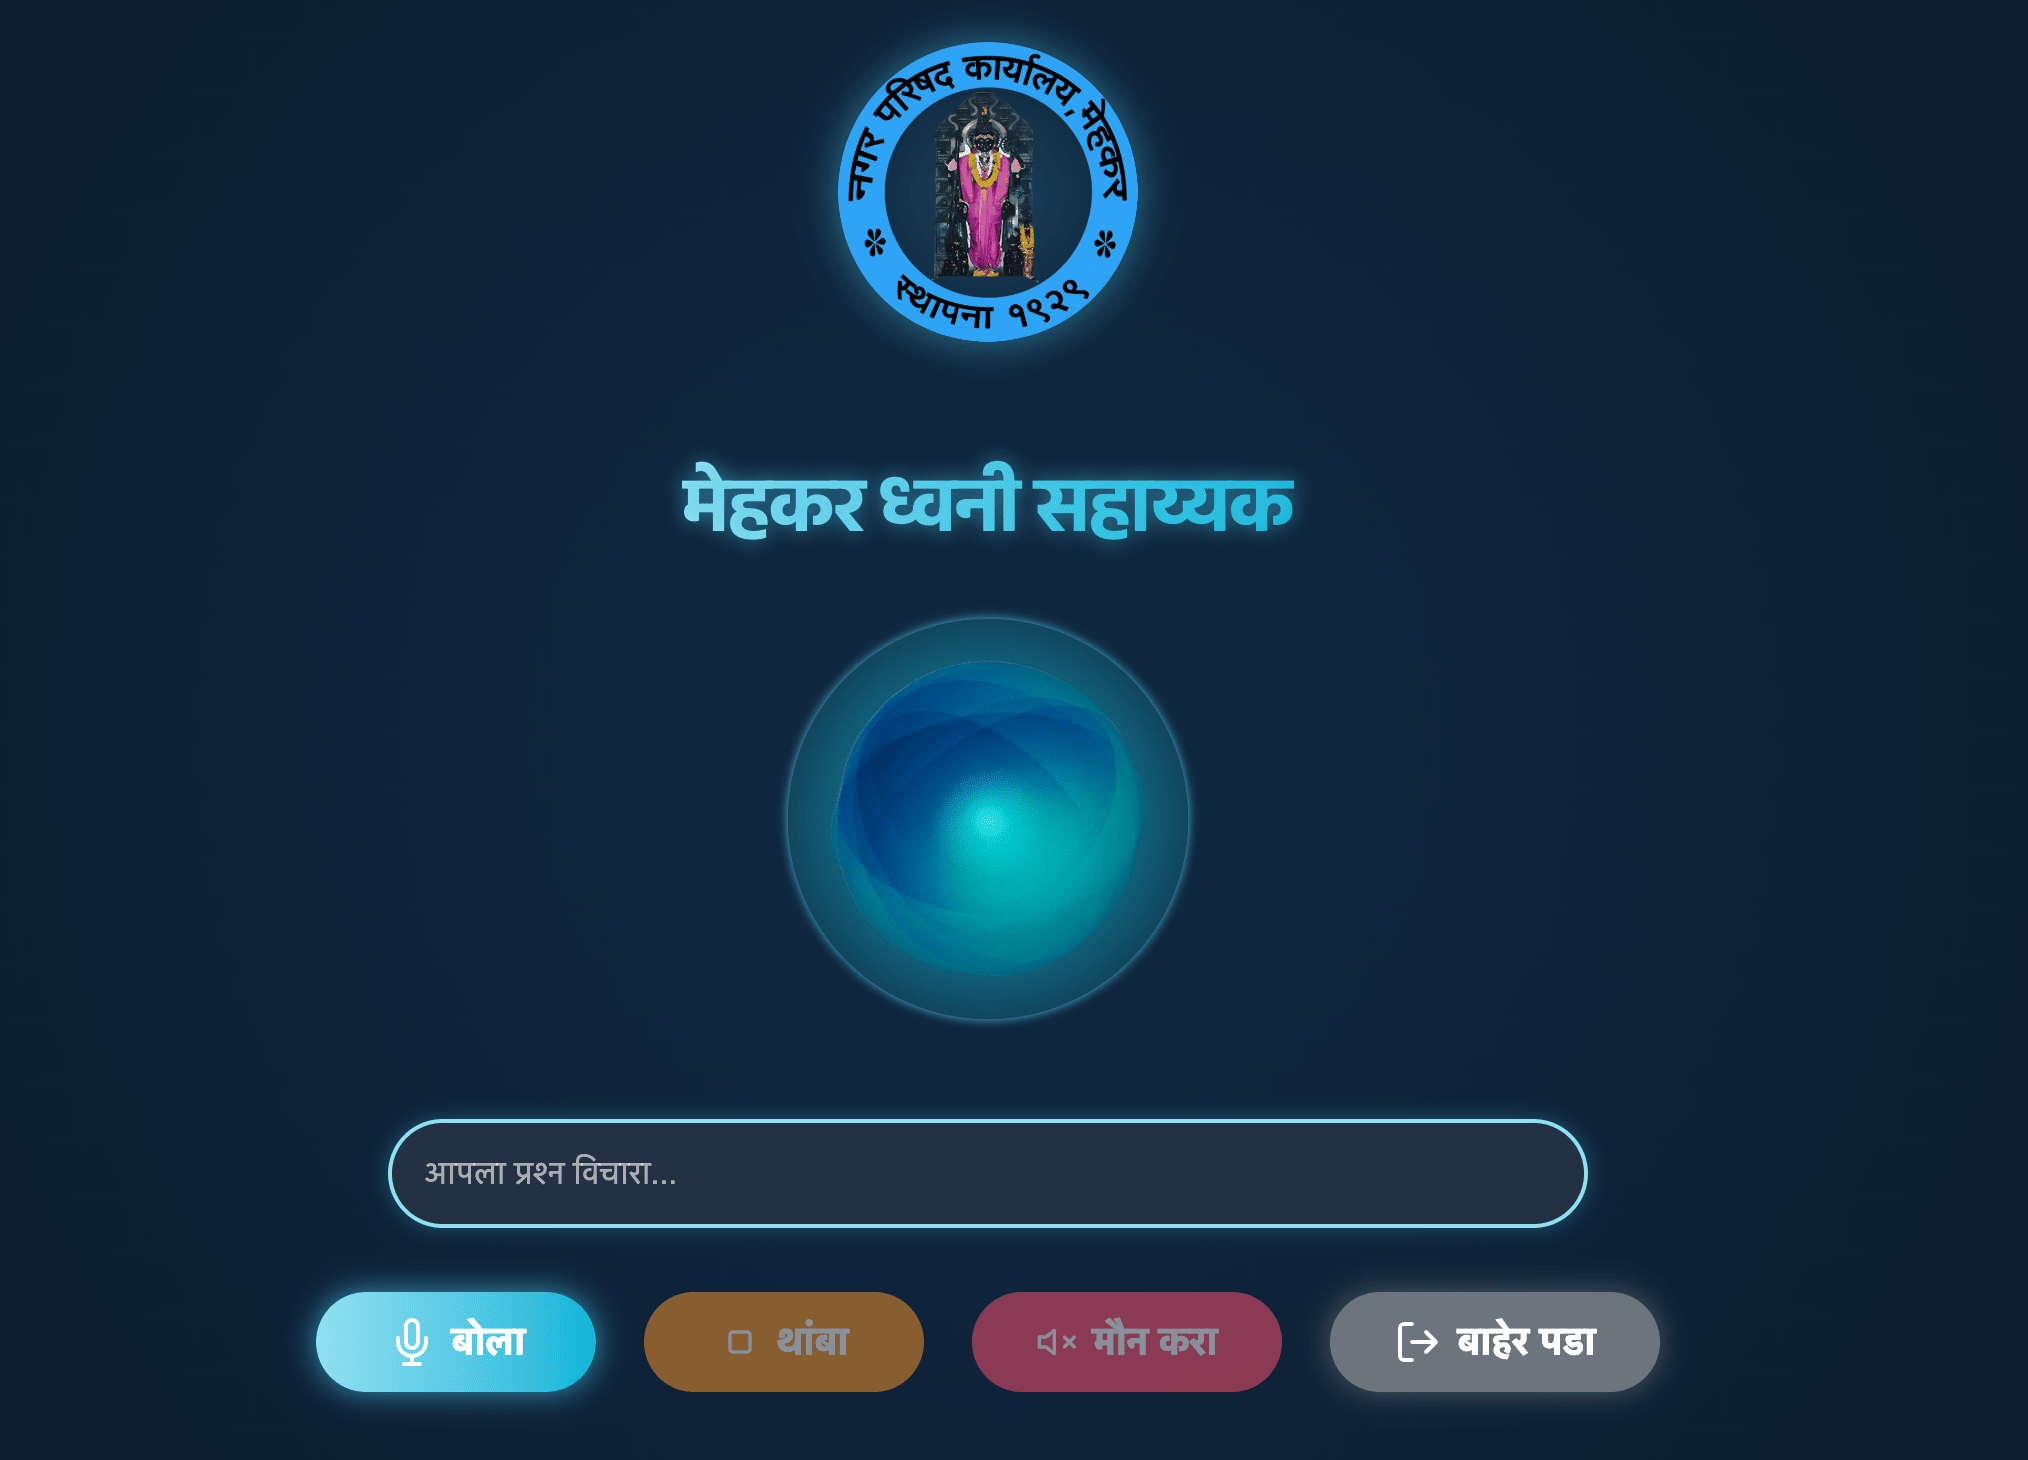 नगर परिषद कार्यालय, मेहकर
* स्थापना १९२९ *
मेहकर ध्वनी सहाय्यक
आपला प्रश्न विचारा...
बोला
थांबा
मौन करा
बाहेर पडा